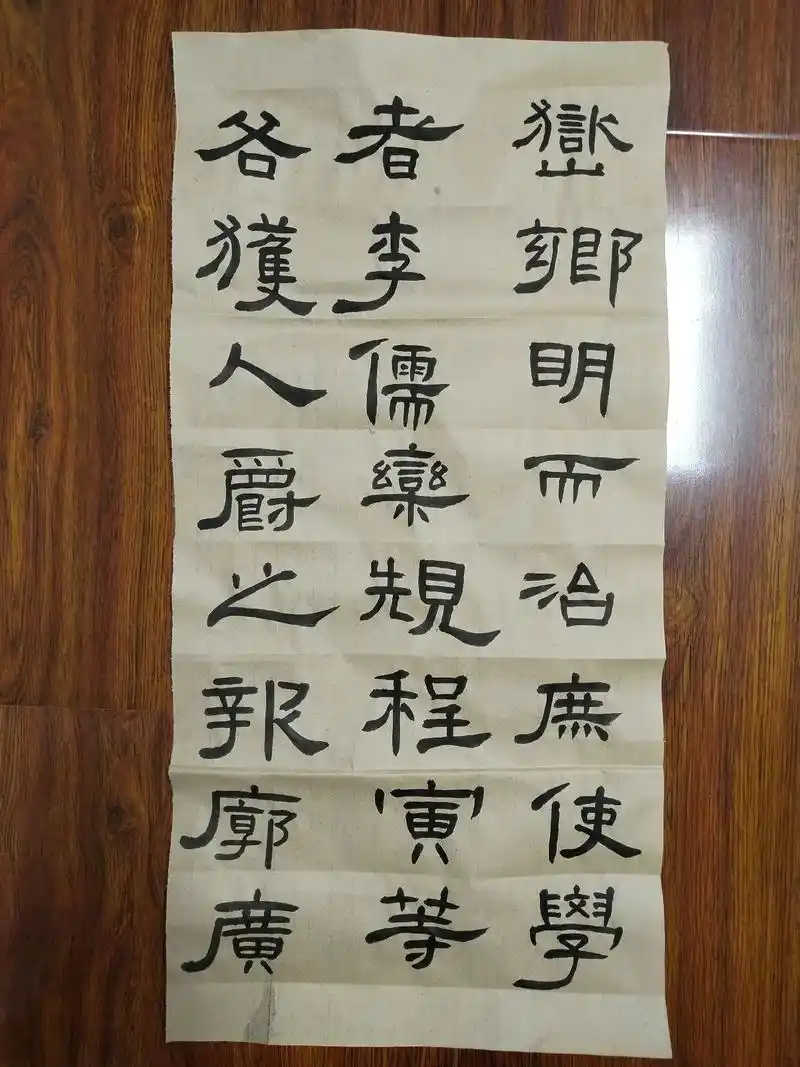 嶽鄉明而治庶使學
者李儒欒規程寅等
各獲人爵之報廓廣